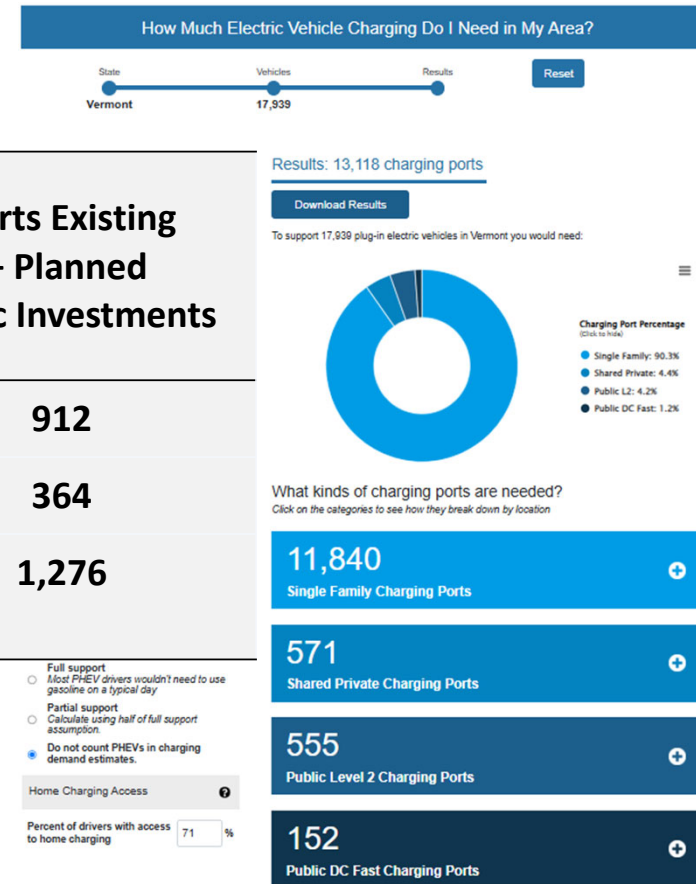 How Much Electric Vehicle Charging Do I Need in My Area?
State
Vehicles
Results
Reset
Vermont
17,939
Results: 13,118 charging ports
Download Results
To support 17,939 plug-in electric vehicles in Vermont you would need:
Charging Port Percentage
(Click to hide)
Single Family: 90.3%
Shared Private: 4.4%
Public L2: 4.2%
Public DC Fast: 1.2%
What kinds of charging ports are needed?
Click on the categories to see how they break down by location
11,840
Single Family Charging Ports
571
Shared Private Charging Ports
555
Public Level 2 Charging Ports
152
Public DC Fast Charging Ports
Existing
Planned
Investments
912
364
1,276
Full support
Most PHEV drivers wouldn't need to use
gasoline on a typical day
Partial support
Calculate using half of full support
assumption.
Do not count PHEVs in charging
demand estimates.
Home Charging Access
Percent of drivers with access
to home charging
71 %